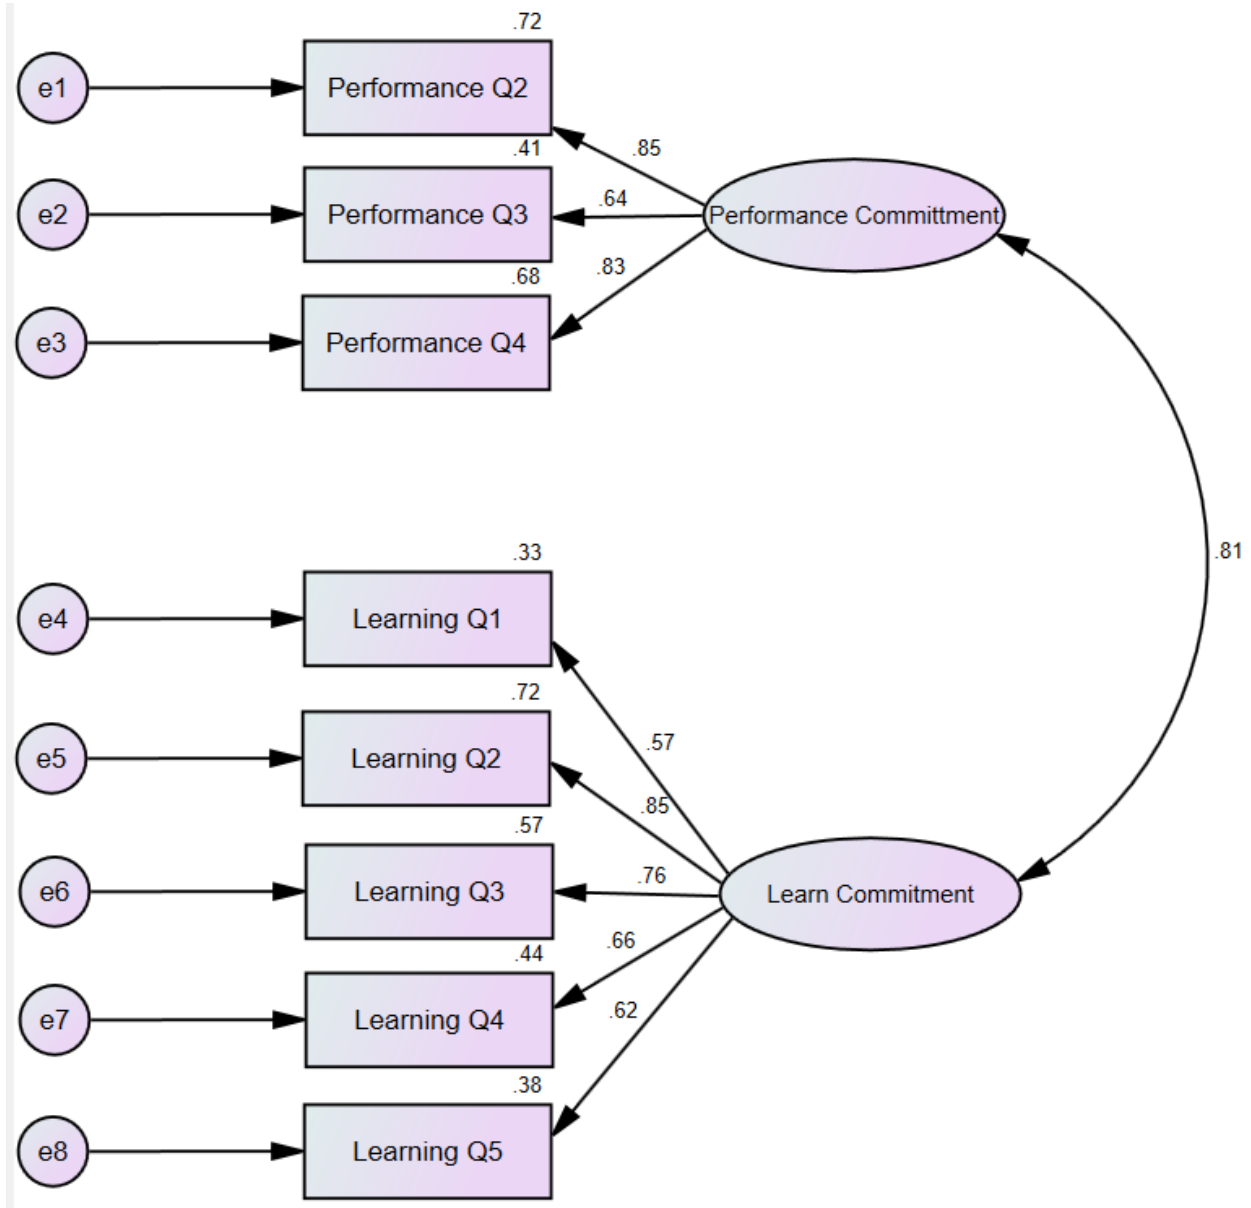 .72
e1
Performance Q2
.85
.41
e2
Performance Q3
.64
Performance Committment
.68
.83
e3
Performance Q4
.81
.33
e4
Learning Q1
.72
.57
e5
Learning Q2
.85
.57
e6
Learning Q3
.76
Learn Commitment
.44
.66
e7
Learning Q4
.62
.38
e8
Learning Q5